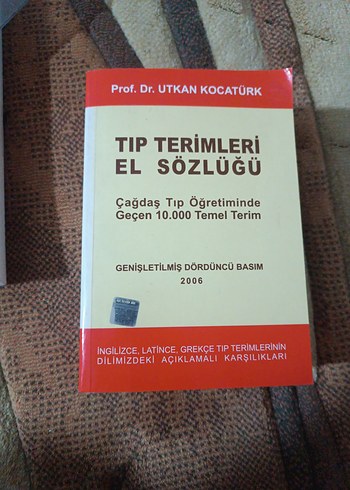 Prof. Dr. UTKAN KOCATÜRK
TIP TERİMLERİ
EL SÖZLÜĞÜ
Çağdaş Tıp Öğretiminde
Geçen 10.000 Temel Terim
GENİŞLETİLMİŞ DÖRDÜNCÜ BASIM
2006
İNGİLİZCE, LATİNCE, GREKÇE TIP TERİMLERİNİN
DİLİMİZDEKİ AÇIKLAMALI KARŞILIKLARI